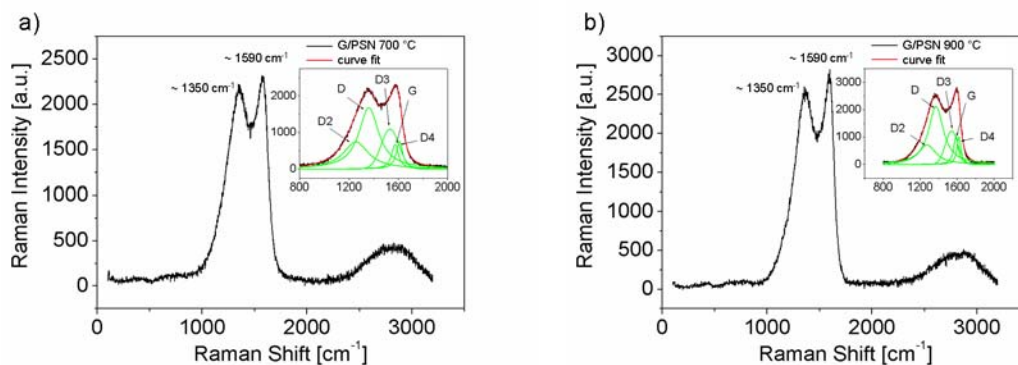 a)
G/PSN 700 °C
curve fit
~ 1590 cm-1
~ 1350 cm-1
D3
D
G
D2
D4
2000
1000
0
800 1200 1600 2000
2500
2000
1500
1000
500
0
Raman Intensity [a.u.]
0 1000 2000 3000
Raman Shift [cm-1]
b)
G/PSN 900 °C
curve fit
~ 1590 cm-1
~ 1350 cm-1
D3
D
G
D2
D4
3000
2000
1000
0
800 1200 1600 2000
3000
2500
2000
1500
1000
500
0
Raman Intensity [a.u.]
0 1000 2000 3000
Raman Shift [cm-1]